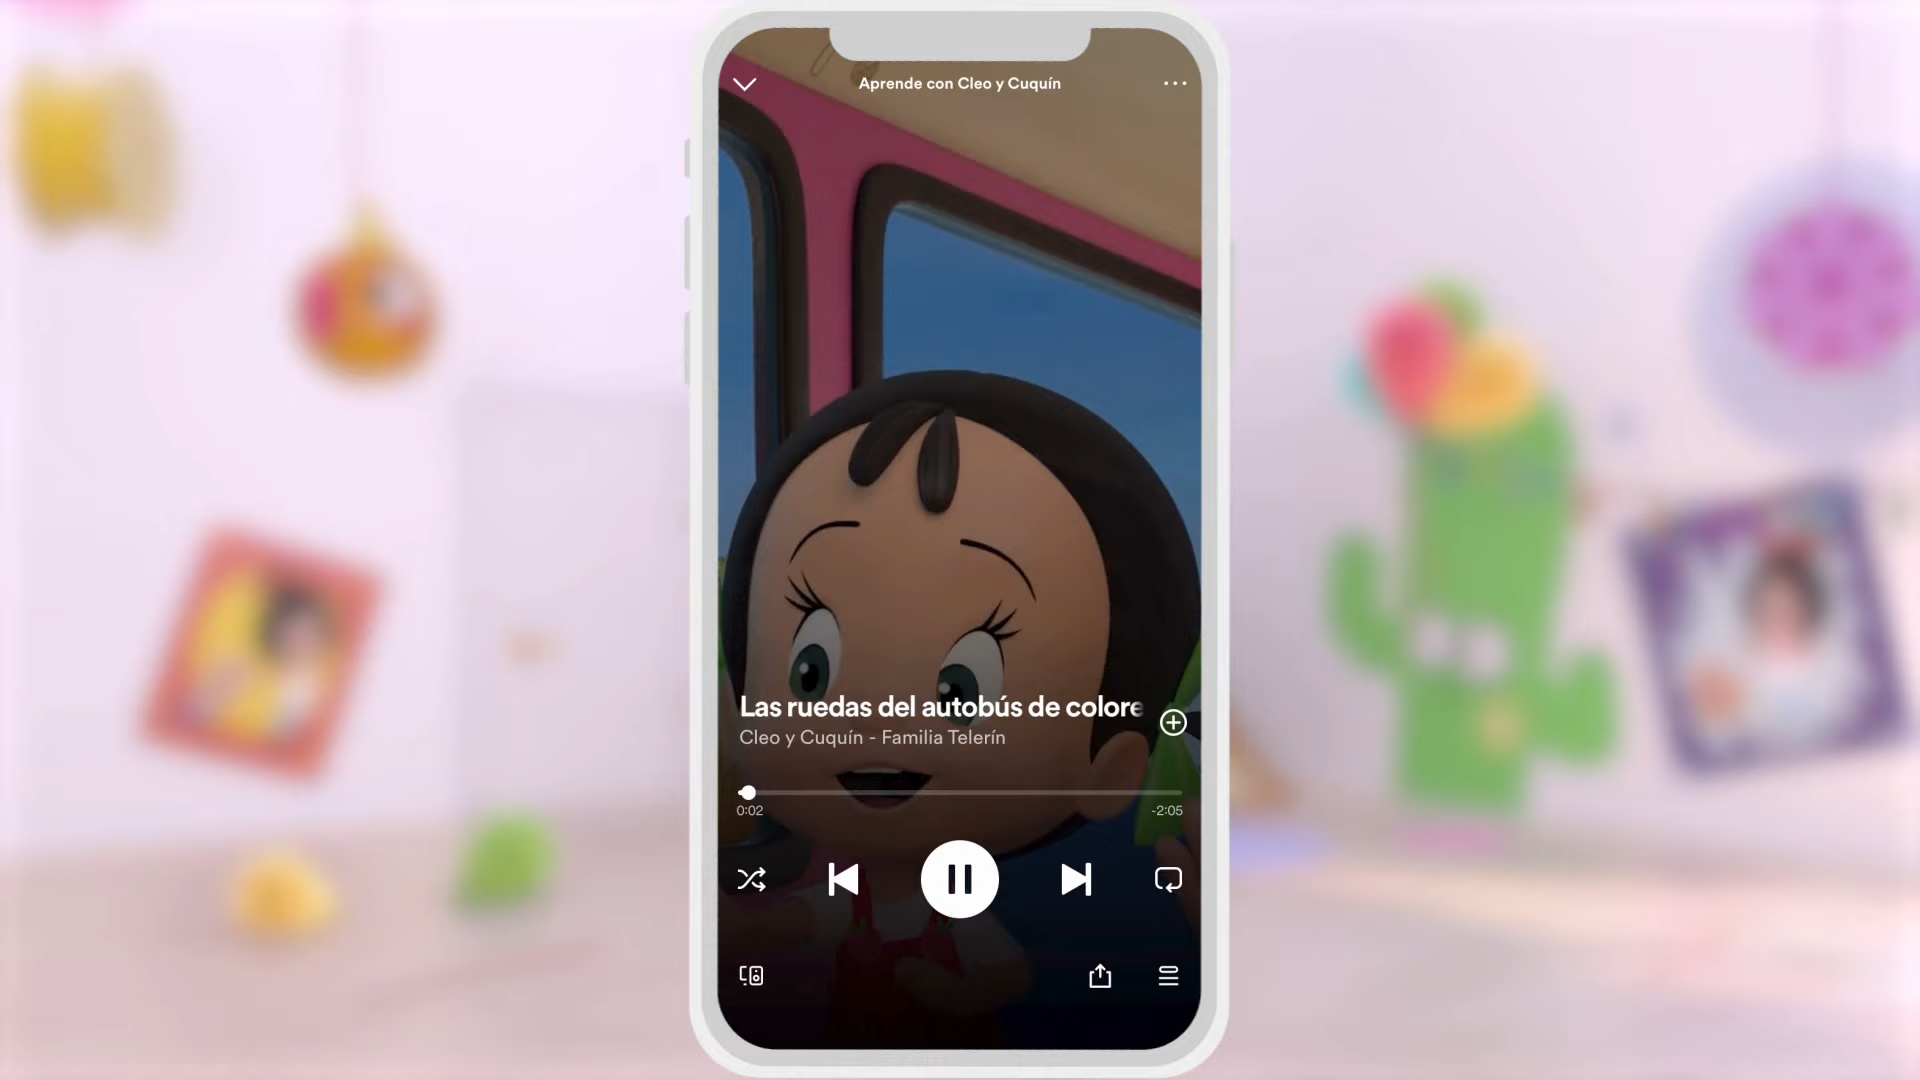 Aprende con Cleo y Cuquín
Las ruedas del autobús de colore
Cleo y Cuquín - Familia Telerín
0:02
-2:05